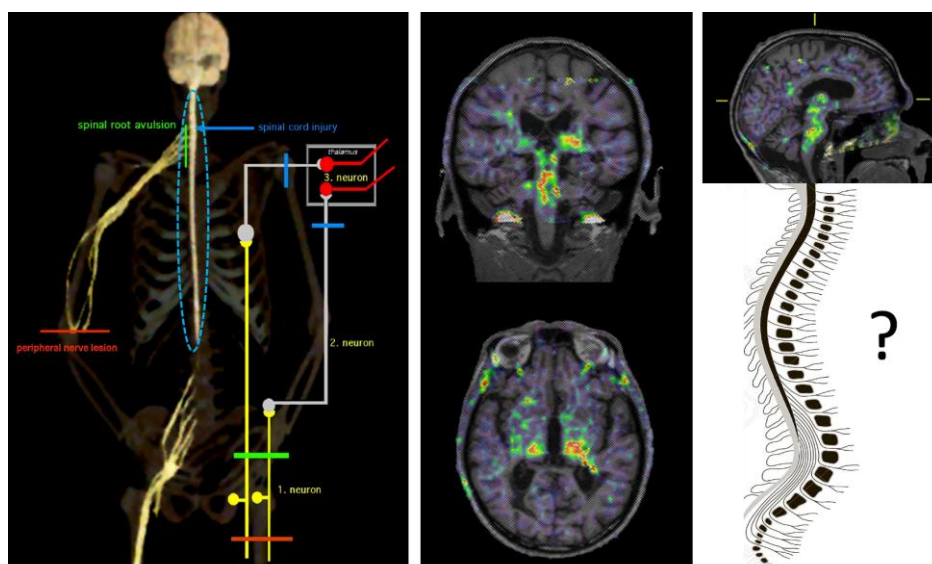 spinal root avulsion
spinal cord injury
thalamus
3. neuron
2. neuron
peripheral nerve lesion
1. neuron
?